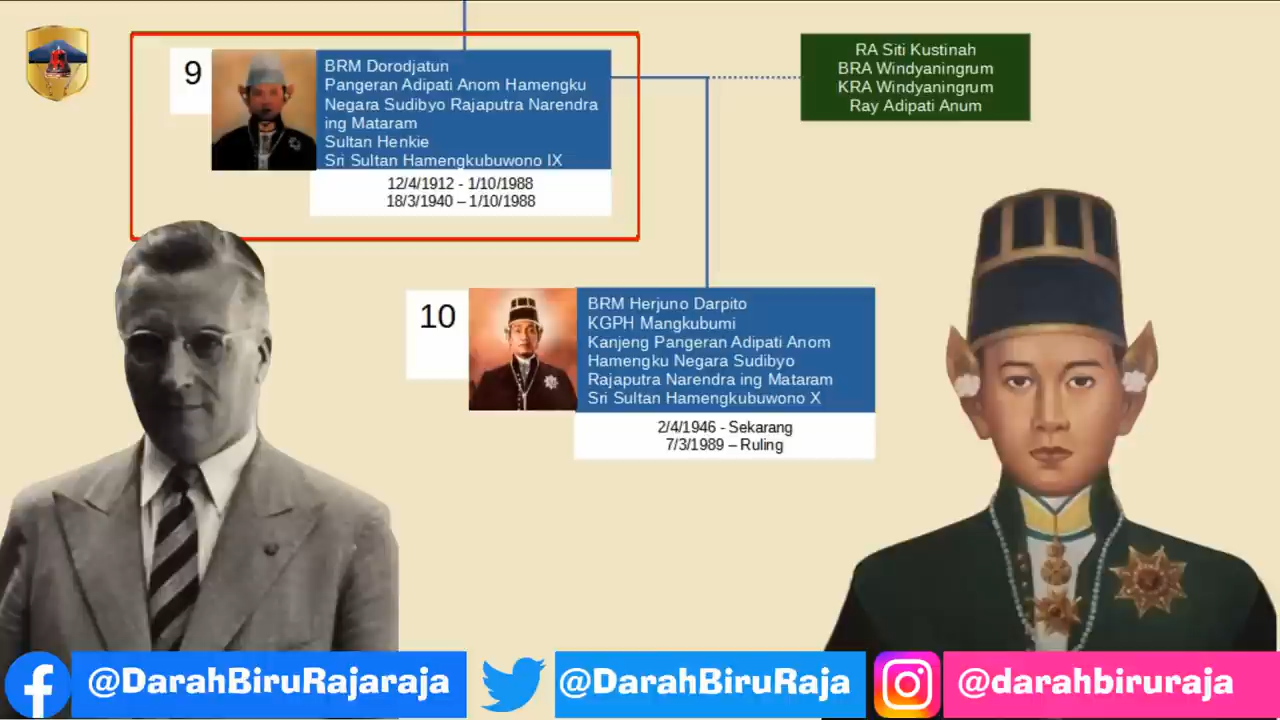 9
BRM Dorodjatun
Pangeran Adipati Anom Hamengku
Negara Sudibyo Rajaputra Narendra
ing Mataram
Sultan Henkie
Sri Sultan Hamengkubuwono IX
12/4/1912 - 1/10/1988
18/3/1940 – 1/10/1988
RA Siti Kustinah
BRA Windyaningrum
KRA Windyaningrum
Ray Adipati Anum
10
BRM Herjuno Darpito
KGPH Mangkubumi
Kanjeng Pangeran Adipati Anom
Hamengku Negara Sudibyo
Rajaputra Narendra ing Mataram
Sri Sultan Hamengkubuwono X
2/4/1946 - Sekarang
7/3/1989 – Ruling
@DarahBiruRajaraja
@DarahBiruRaja
@darahbiruraja